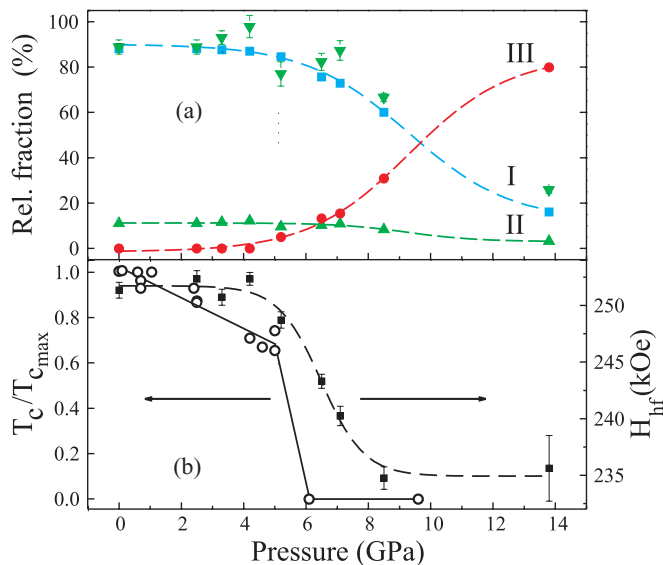 100
80
60
40
20
0
Rel. fraction (%)
(a)
III
I
II
1.0
0.8
0.6
0.4
0.2
0.0
T_c/T_c_max
(b)
250
245
240
235
H_hf (kOe)
0 2 4 6 8 10 12 14
Pressure (GPa)